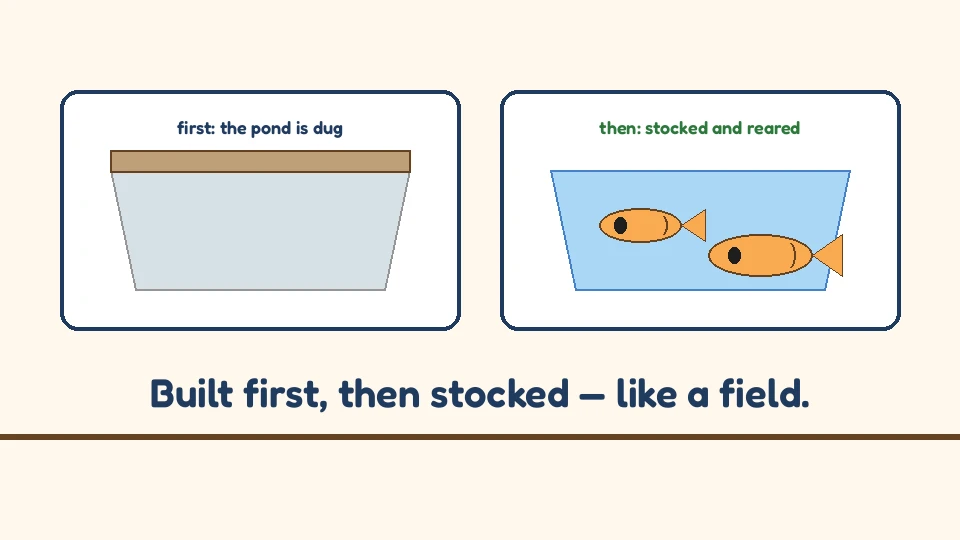 first: the pond is dug
then: stocked and reared
Built first, then stocked — like a field.